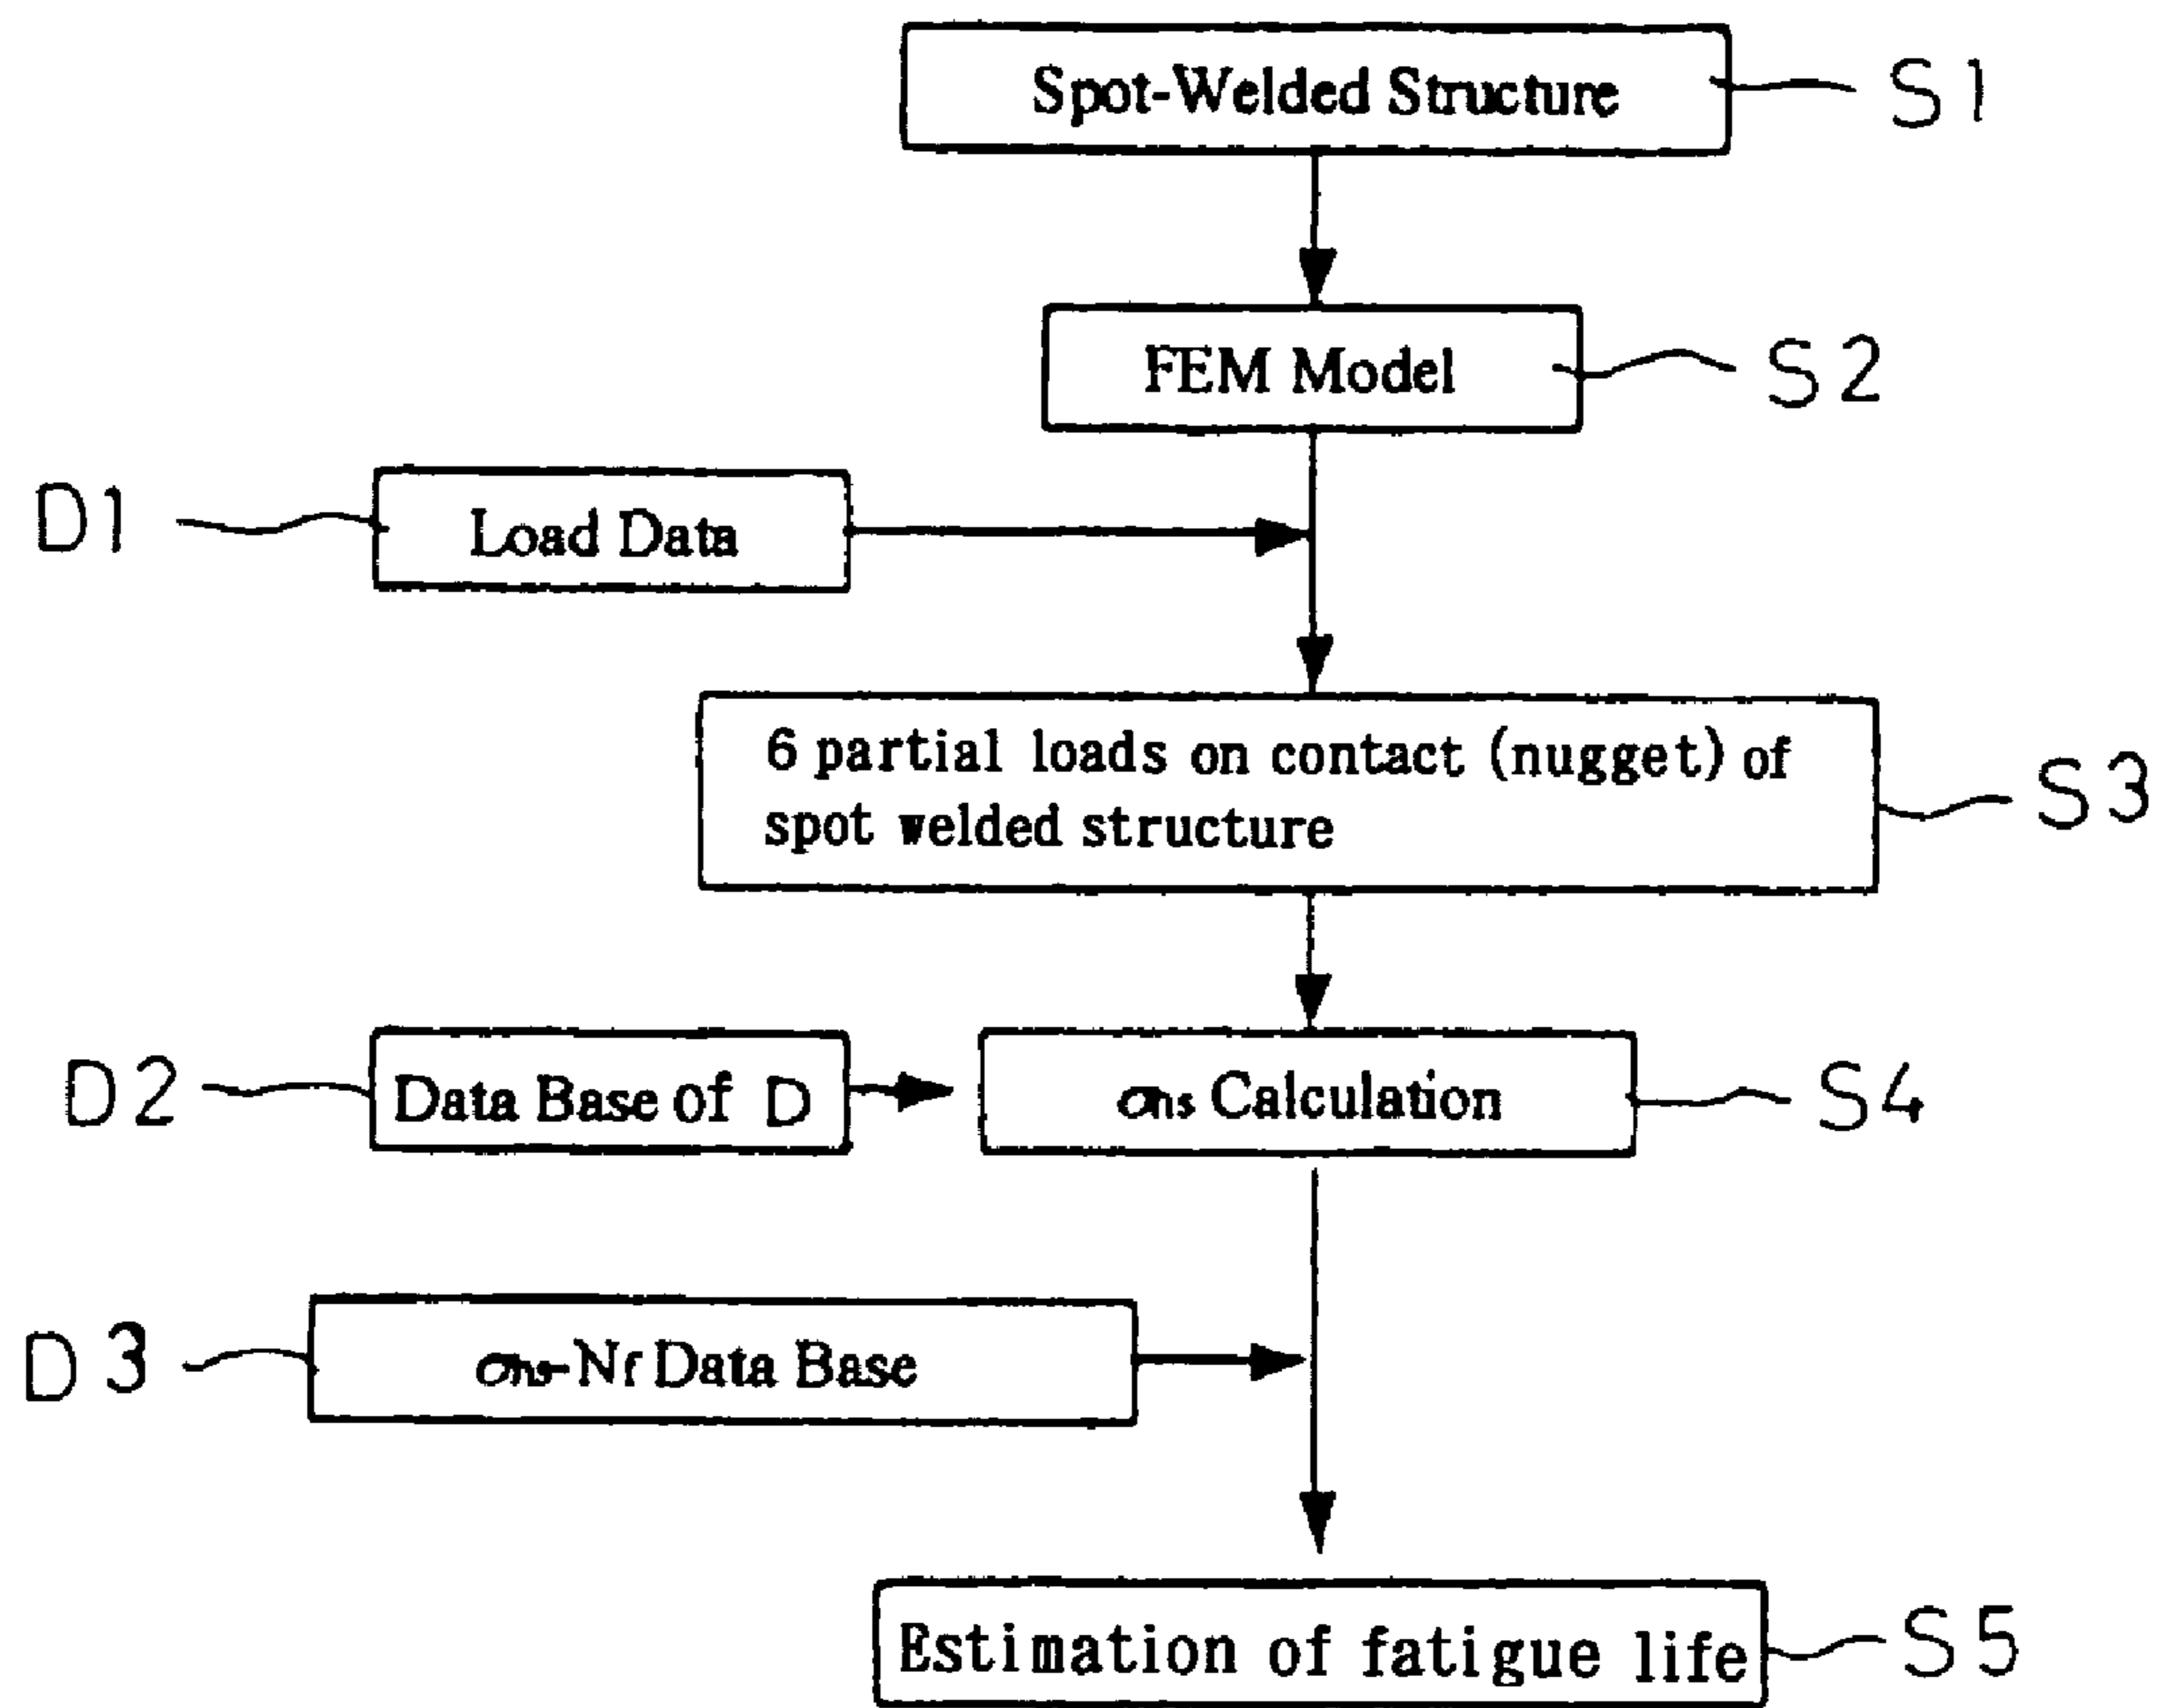 Spot-Welded Structure
S1
FEM Model
S2
D1
Load Data
6 partial loads on contact (nugget) of
spot welded structure
S3
D2
Data Base of D
σns Calculation
S4
D3
σns-Nf Data Base
Estimation of fatigue life
S5